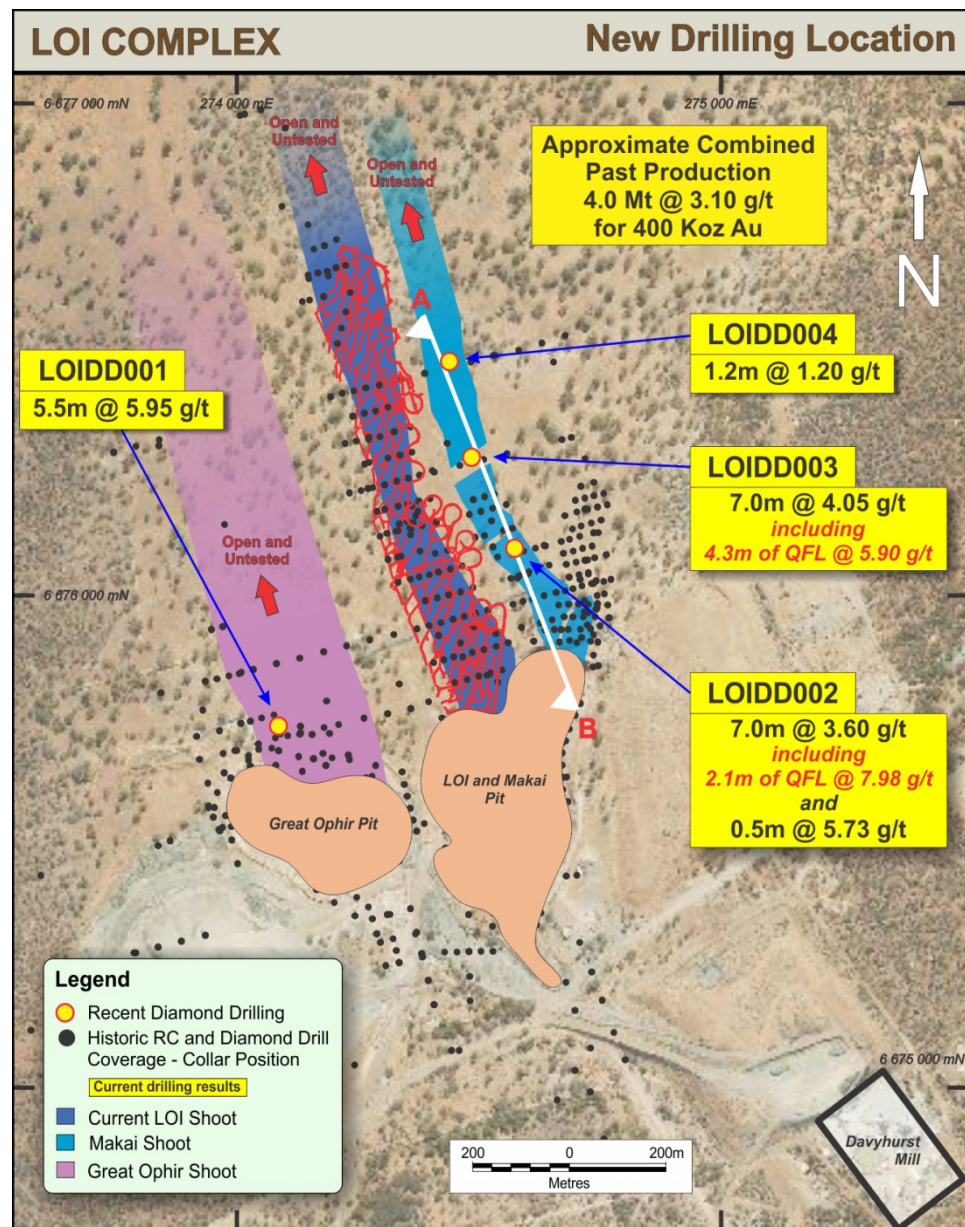 LOI COMPLEX
New Drilling Location
6 677 000 mN
274 000 mE
275 000 mE
Open and
Untested
Open and
Untested
Approximate Combined
Past Production
4.0 Mt @ 3.10 g/t
for 400 Koz Au
N
A
LOIDD004
1.2m @ 1.20 g/t
LOIDD001
5.5m @ 5.95 g/t
LOIDD003
7.0m @ 4.05 g/t
including
4.3m of QFL @ 5.90 g/t
Open and
Untested
6 676 000 mN
LOIDD002
7.0m @ 3.60 g/t
including
2.1m of QFL @ 7.98 g/t
and
0.5m @ 5.73 g/t
B
LOI and Makai
Pit
Great Ophir Pit
Legend
Recent Diamond Drilling
Historic RC and Diamond Drill
Coverage - Collar Position
Current drilling results
Current LOI Shoot
Makai Shoot
Great Ophir Shoot
200 0 200m
Metres
6 675 000 mN
Davyhurst
Mill